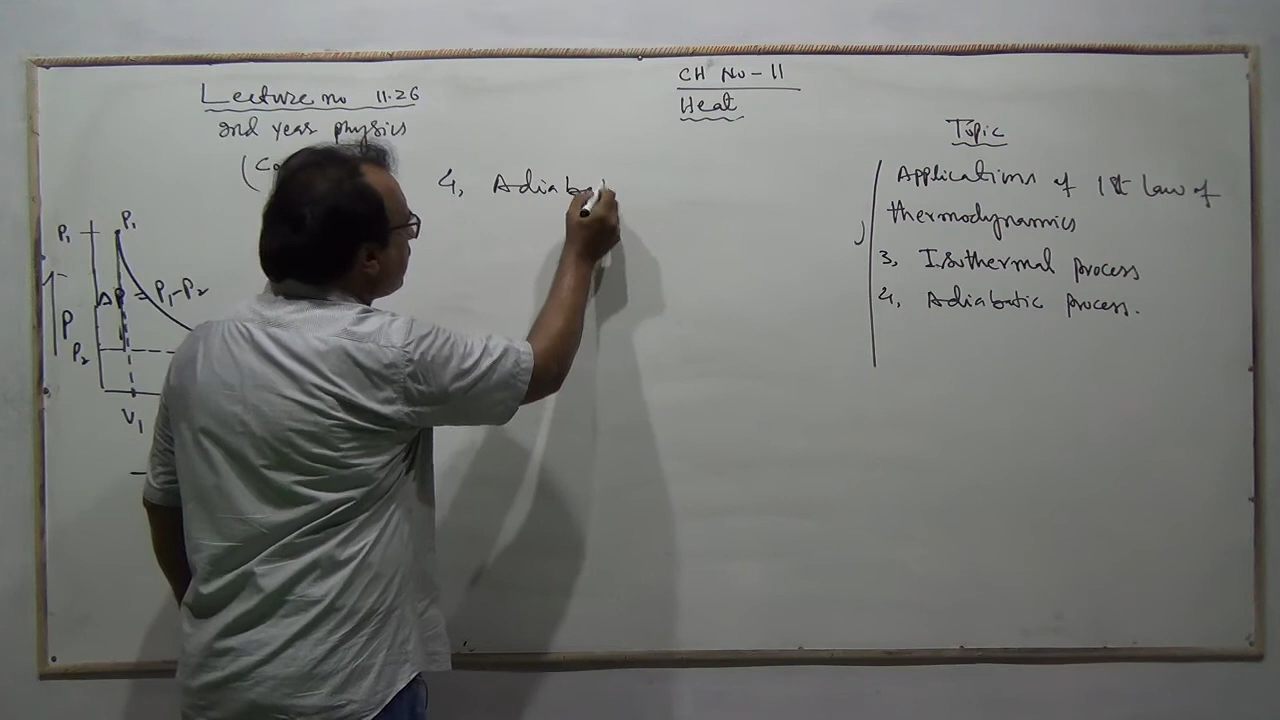 Lecture no 11.26
2nd year physics
CH No - 11
Heat
Topic
Applications of 1st law of
thermodynamics
3, Isothermal process
4, Adiabatic process.
4, Adiaba
P₁
P₁
ΔP = P₁-P₂
P
P₂
V₁